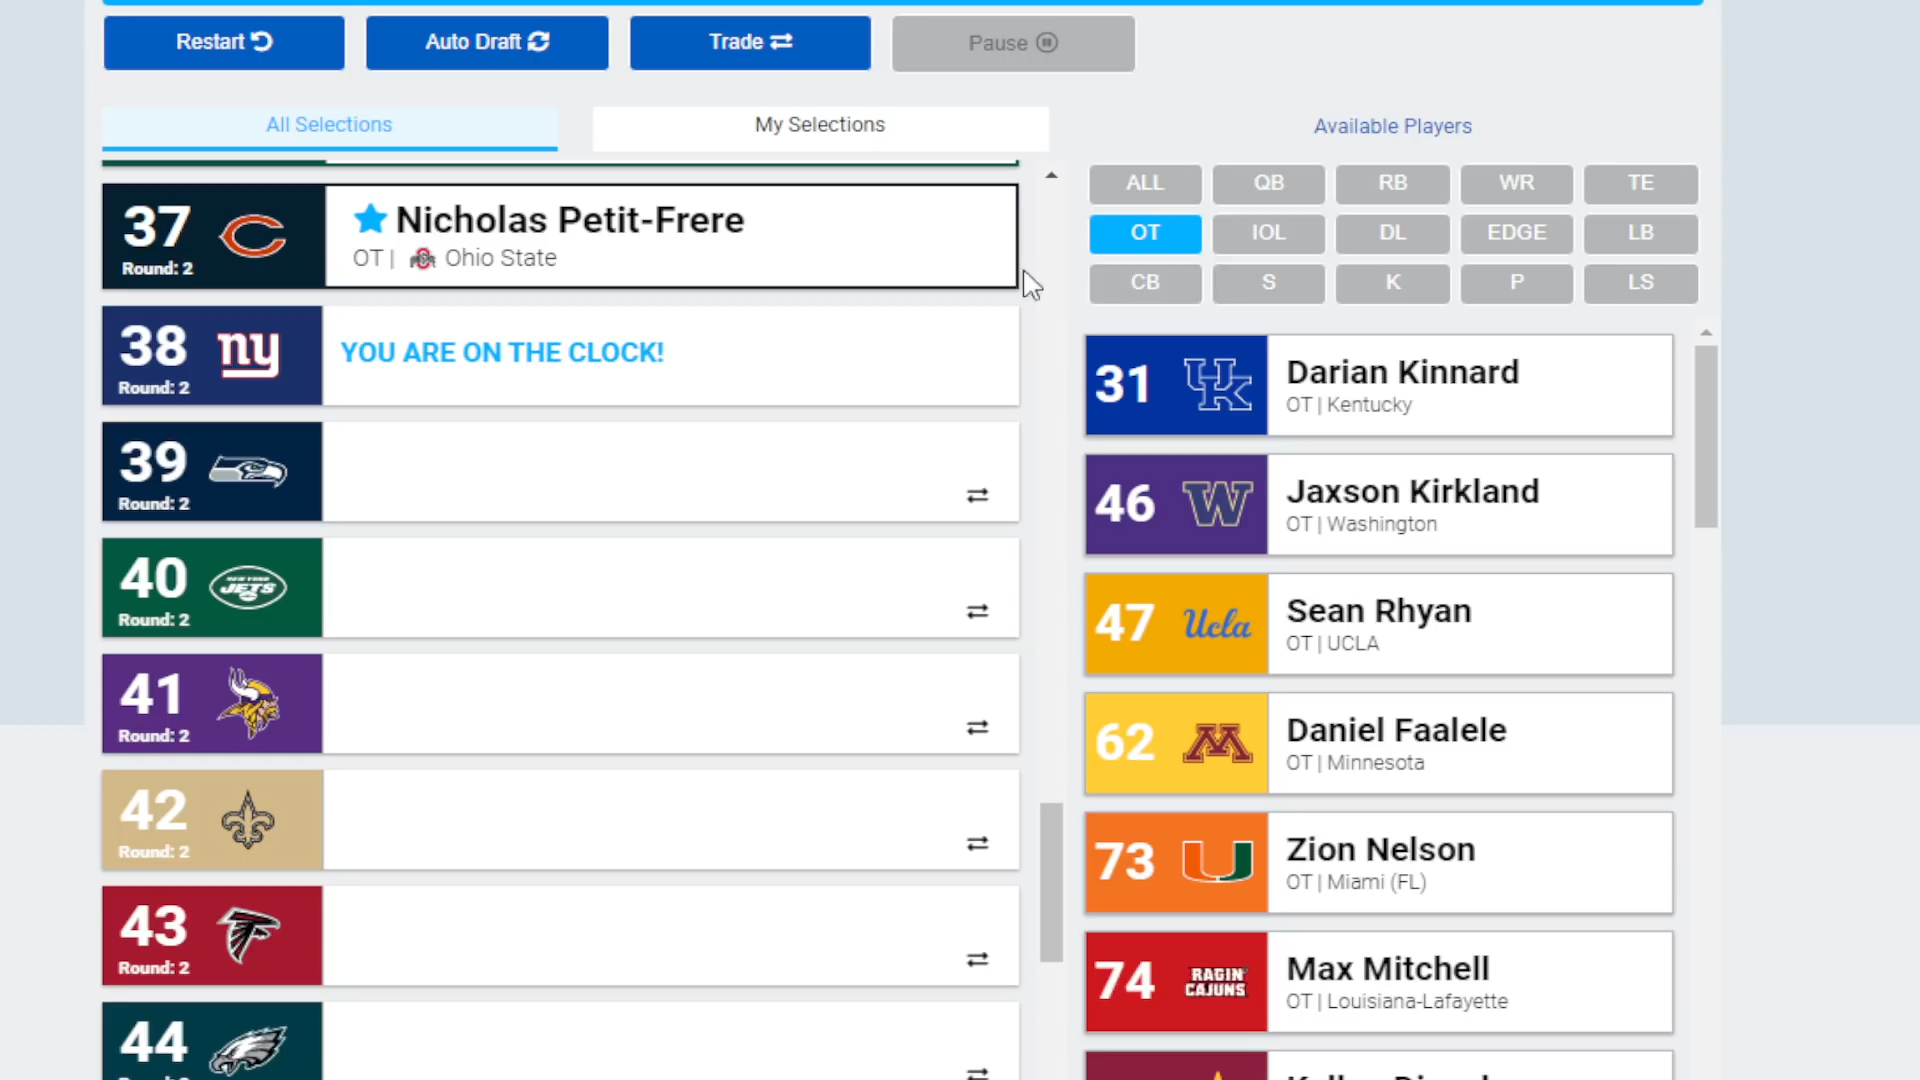 Restart
Auto Draft
Trade
Pause
All Selections
My Selections
Available Players
ALL QB RB WR TE
OT IOL DL EDGE LB
CB S K P LS
37
Round: 2
Nicholas Petit-Frere
OT | Ohio State
38
Round: 2
ny
YOU ARE ON THE CLOCK!
39
Round: 2
40
Round: 2
NEW YORK
JETS
41
Round: 2
42
Round: 2
43
Round: 2
44
31
UK
Darian Kinnard
OT | Kentucky
46
W
Jaxson Kirkland
OT | Washington
47
Ucla
Sean Rhyan
OT | UCLA
62
M
Daniel Faalele
OT | Minnesota
73
U
Zion Nelson
OT | Miami (FL)
74
RAGIN
CAJUNS
Max Mitchell
OT | Louisiana-Lafayette